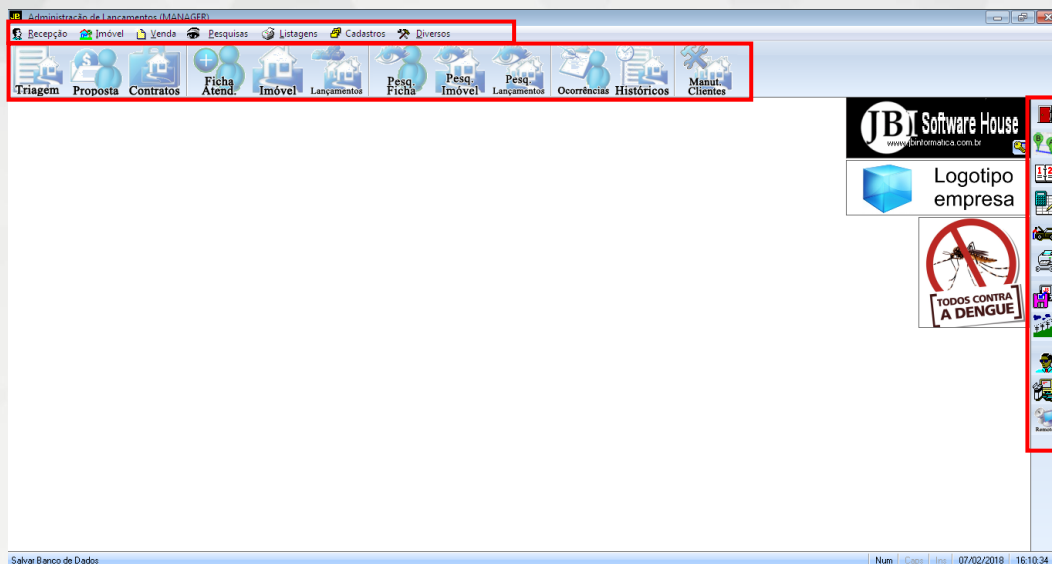 Administração de Lançamentos (MANAGER)
Recepção Imóvel Venda Pesquisas Listagens Cadastros Diversos
Triagem Proposta Contratos Ficha Atend. Imóvel Lançamentos Pesq. Ficha Pesq. Imóvel Pesq. Lançamentos Ocorrências Históricos Manut. Clientes
JBI Software House
www.jbinformatica.com.br
Logotipo
empresa
TODOS CONTRA
A DENGUE
Salvar Banco de Dados Num Caps Ins 07/02/2018 16:10:34